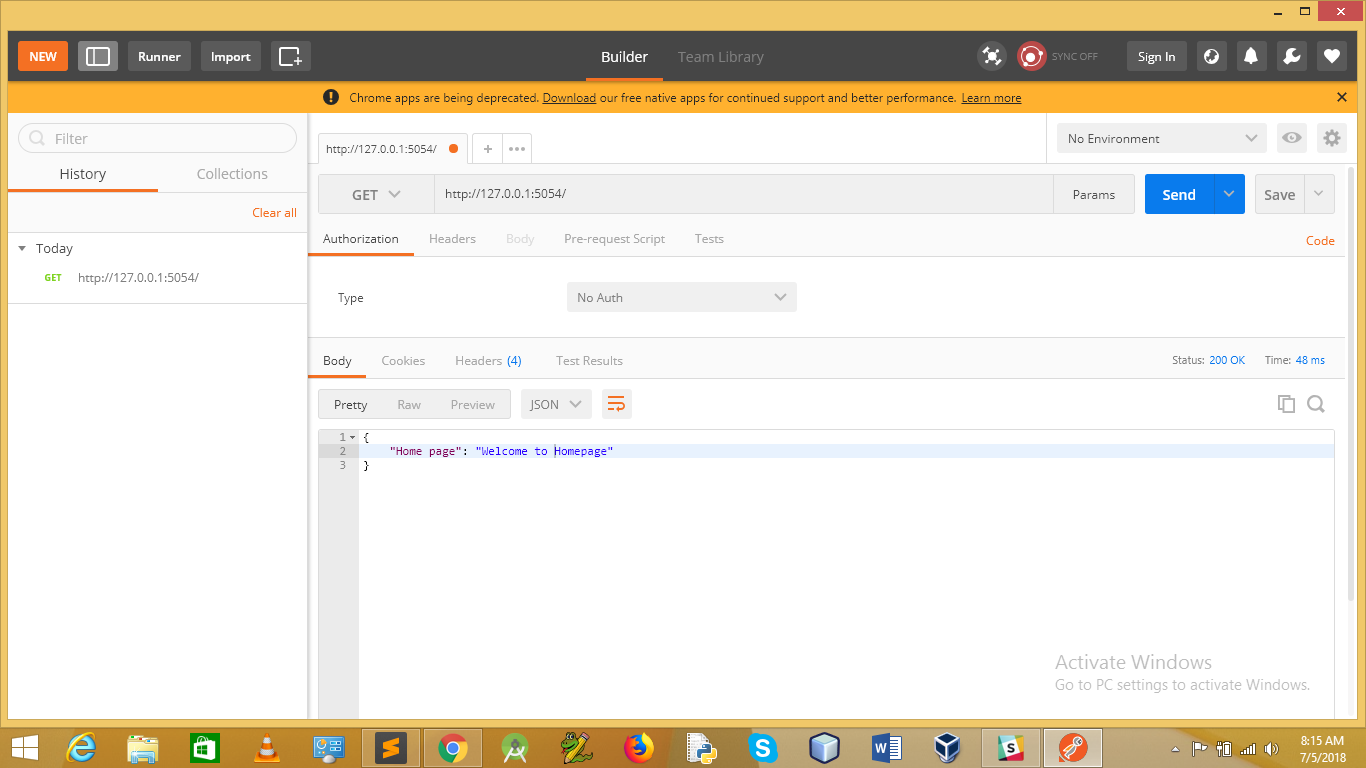 NEW Runner Import Builder Team Library SYNC OFF Sign In
! Chrome apps are being deprecated. Download our free native apps for continued support and better performance. Learn more
Filter
History Collections
Clear all
Today
GET http://127.0.0.1:5054/
http://127.0.0.1:5054/ + •••
No Environment
GET http://127.0.0.1:5054/ Params Send Save
Authorization Headers Body Pre-request Script Tests Code
Type No Auth
Body Cookies Headers (4) Test Results Status: 200 OK Time: 48 ms
Pretty Raw Preview JSON
1 {
2 "Home page": "Welcome to Homepage"
3 }
Activate Windows
Go to PC settings to activate Windows.
8:15 AM
7/5/2018